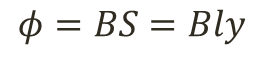 ϕ = BS = Bly